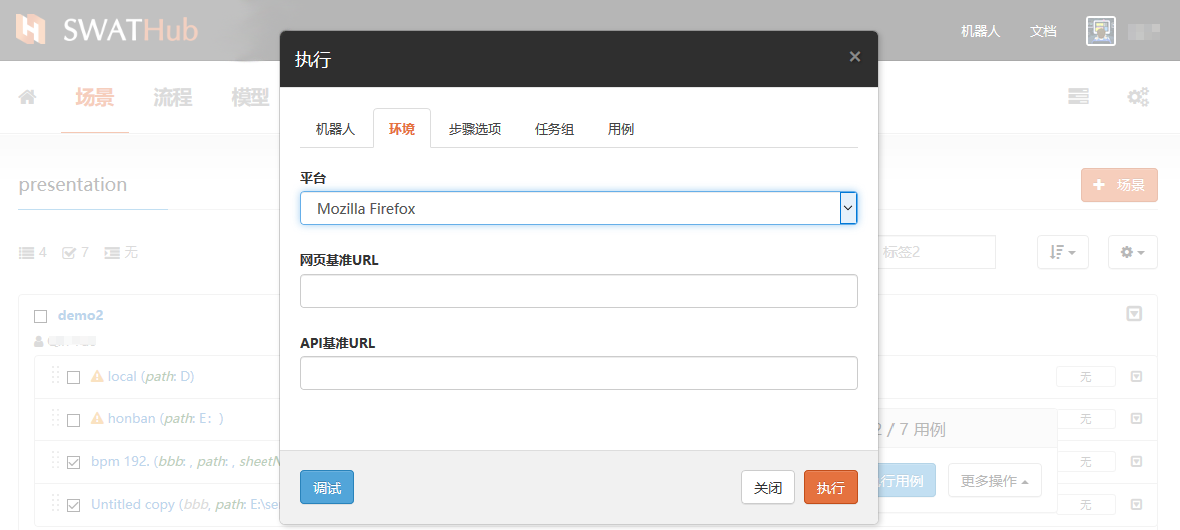 SWATHub
机器人 文档
场景 流程 模型
presentation
+ 场景
4 7 无
标签2
demo2
local (path: D)
无
honban (path: E: )
无
bpm 192. (bbb: , path: , sheetN
无
Untitled copy (bbb, path: E:\se
无
2 / 7 用例
行用例 更多操作
执行
×
机器人 环境 步骤选项 任务组 用例
平台
Mozilla Firefox
网页基准URL
API基准URL
调试 关闭 执行